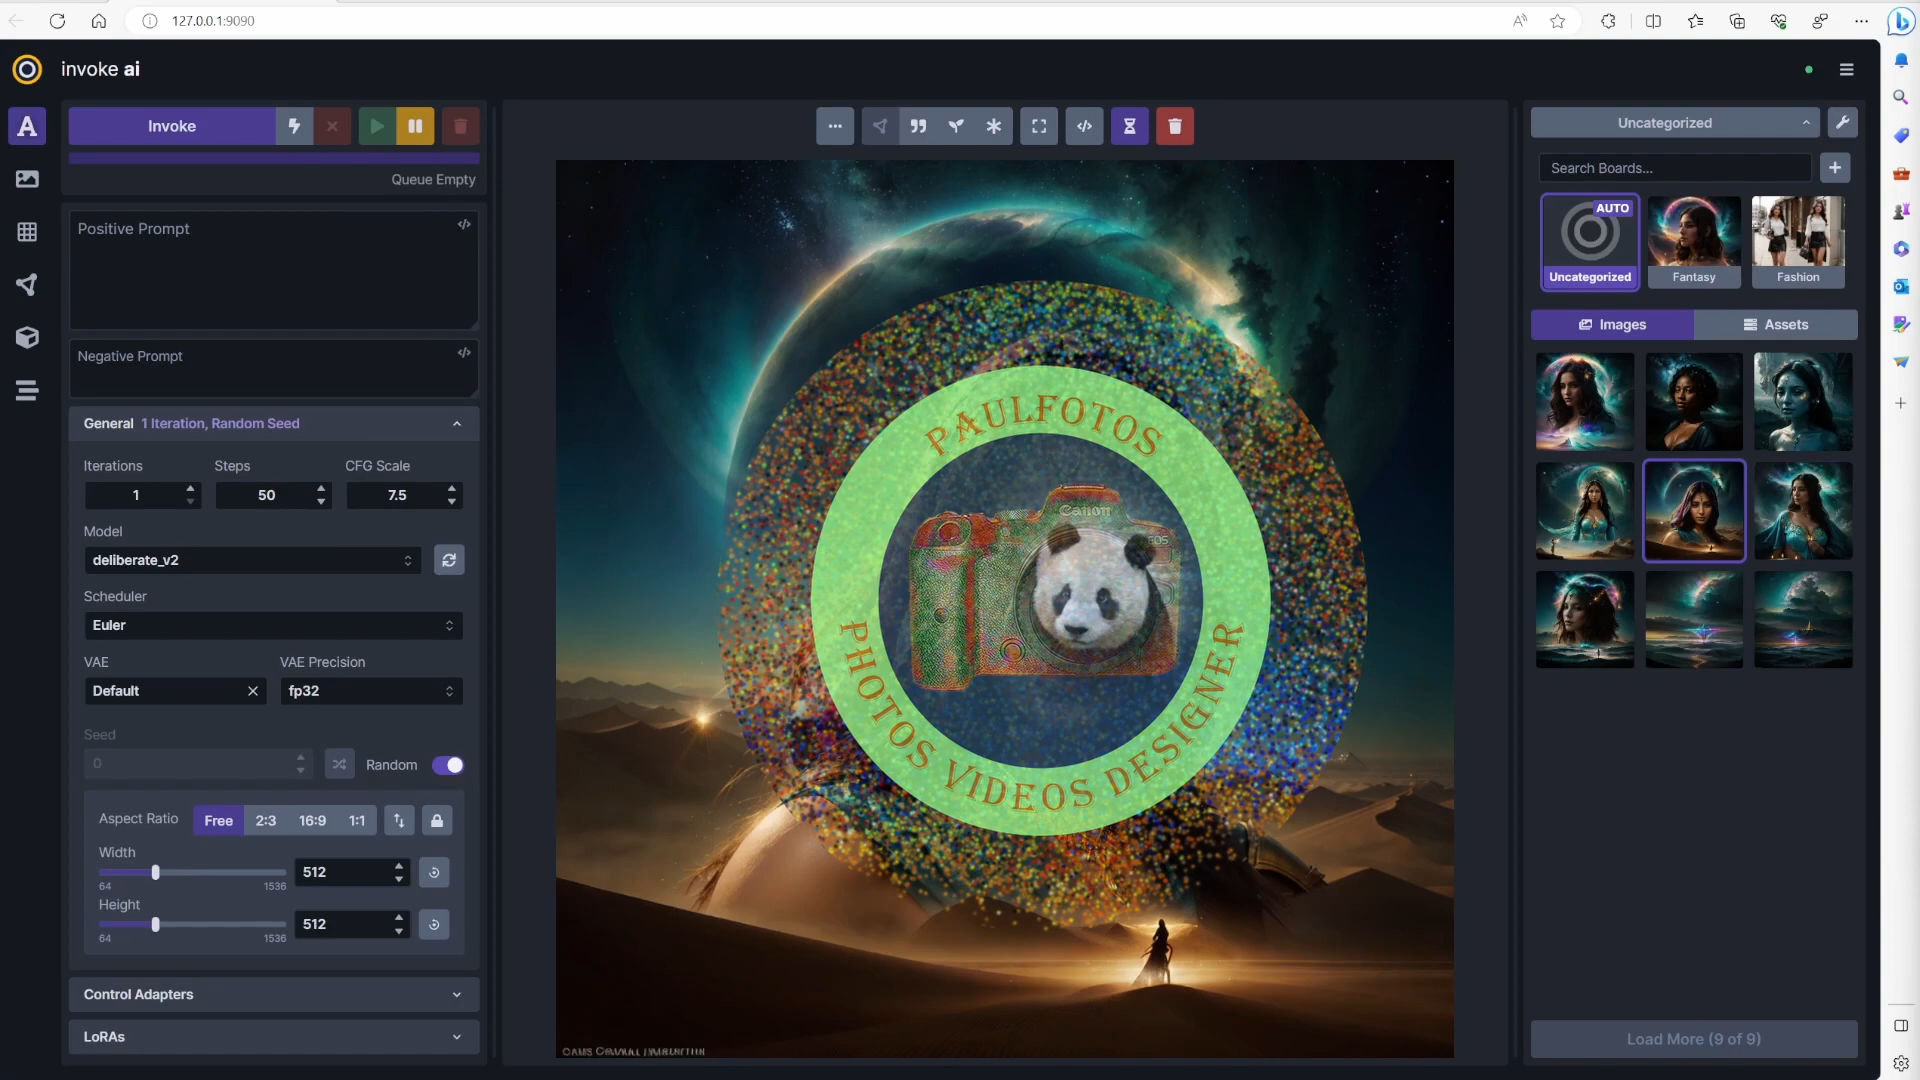 127.0.0.1:9090
invoke ai
Invoke
Queue Empty
Positive Prompt
Negative Prompt
General 1 Iteration, Random Seed
Iterations Steps CFG Scale
1 50 7.5
Model
deliberate_v2
Scheduler
Euler
VAE VAE Precision
Default fp32
Seed
0 Random
Aspect Ratio Free 2:3 16:9 1:1
Width
512
64 1536
Height
512
64 1536
Control Adapters
LoRAs
PAULFOTOS
Canon
EOS
PHOTOS VIDEOS DESIGNER
Uncategorized
Search Boards...
AUTO
Uncategorized Fantasy Fashion
Images Assets
Load More (9 of 9)